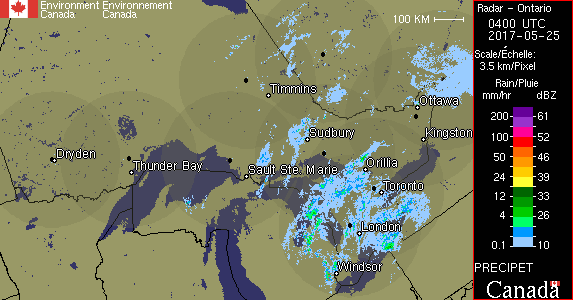 Environment Environnement
Canada Canada
100 KM
Timmins
Ottawa
Sudbury
Kingston
Dryden
Thunder Bay
Sault Ste. Marie
Orillia
Toronto
London
Windsor
Radar - Ontario
0400 UTC
2017-05-25
Scale/Échelle:
3.5 km/Pixel
Rain/Pluie
mm/hr dBZ
200 61
100 52
50 46
24 39
12 33
4 26
0.1 10
PRECIPET
Canada